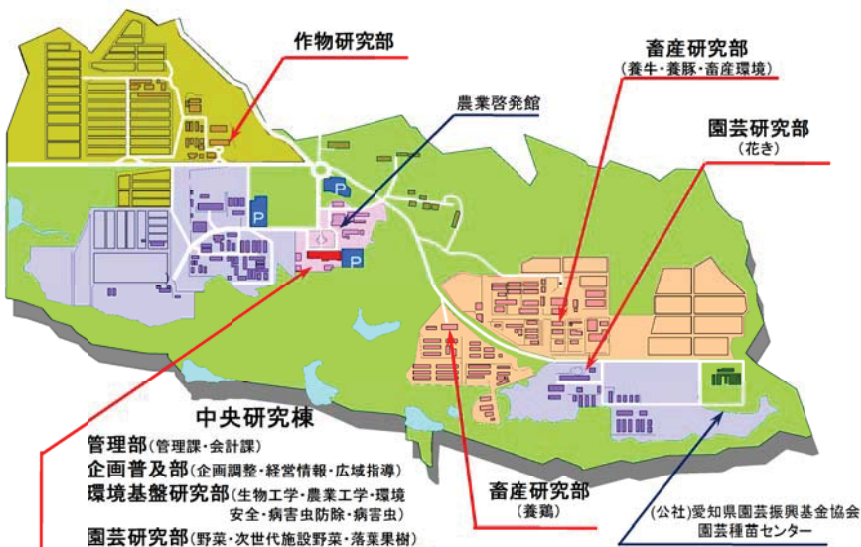 作物研究部
農業啓発館
畜産研究部
(養牛・養豚・畜産環境)
園芸研究部
(花き)
P
P
P
中央研究棟
管理部(管理課・会計課)
企画普及部(企画調整・経営情報・広域指導)
環境基盤研究部(生物工学・農業工学・環境
安全・病害虫防除・病害虫)
園芸研究部(野菜・次世代施設野菜・落葉果樹)
畜産研究部
(養鶏)
(公社)愛知県園芸振興基金協会
園芸種苗センター